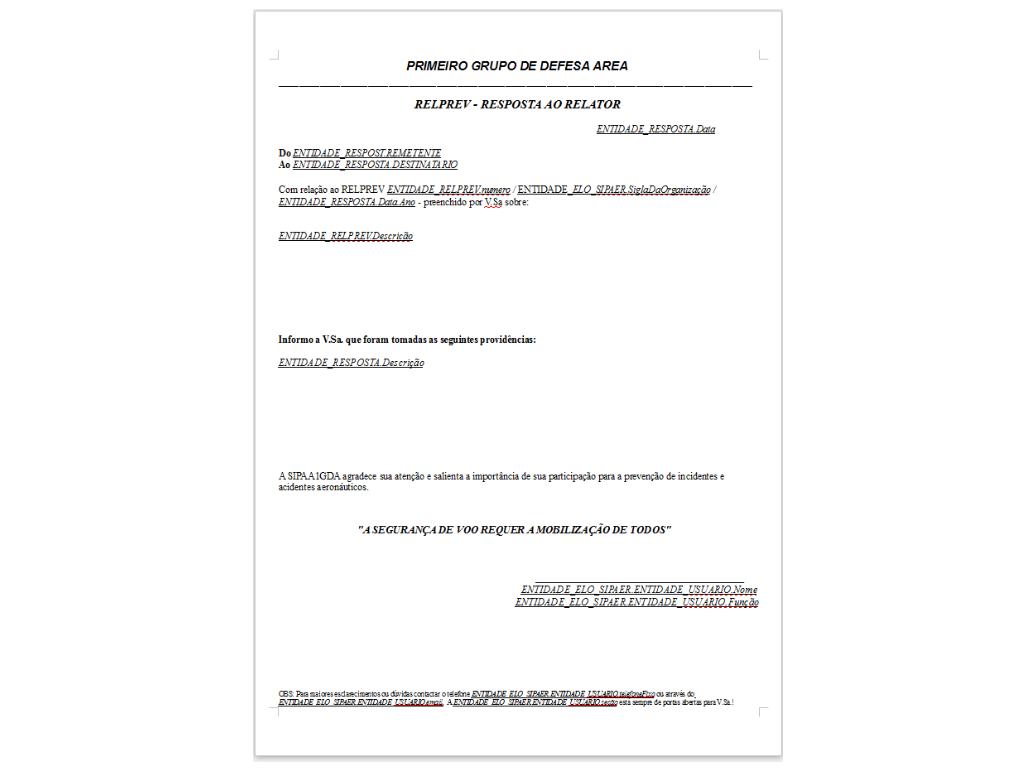 PRIMEIRO GRUPO DE DEFESA AREA
RELPREV - RESPOSTA AO RELATOR
ENTIDADE_RESPOSTA.Data
Do ENTIDADE_RESPOST.REMETENTE
Ao ENTIDADE_RESPOSTA.DESTINATARIO
Com relação ao RELPREV ENTIDADE_RELPREV.numero / ENTIDADE_ELO_SIPAER.SiglaDaOrganização /
ENTIDADE_RESPOSTA.Data.Ano - preenchido por V.Sa sobre:
ENTIDADE_RELPREV.Descricão
Informo a V.Sa. que foram tomadas as seguintes providências:
ENTIDADE_RESPOSTA.Descrição
A SIPAA1GDA agradece sua atenção e salienta a importância de sua participação para a prevenção de incidentes e
acidentes aeronáuticos.
"A SEGURANÇA DE VOO REQUER A MOBILIZAÇÃO DE TODOS"
ENTIDADE_ELO_SIPAER.ENTIDADE_USUARIO.Nome
ENTIDADE_ELO_SIPAER.ENTIDADE_USUARIO.Função
OBS: Para maiores esclarecimentos ou dúvidas contactar o telefone ENTIDADE_ELO_SIPAER.ENTIDADE_USUARIO.telefoneFixo ou através do
ENTIDADE_ELO_SIPAER.ENTIDADE_USUARIO.email. A ENTIDADE_ELO_SIPAER.ENTIDADE_USUARIO.secão está sempre de portas abertas para V.Sa.!